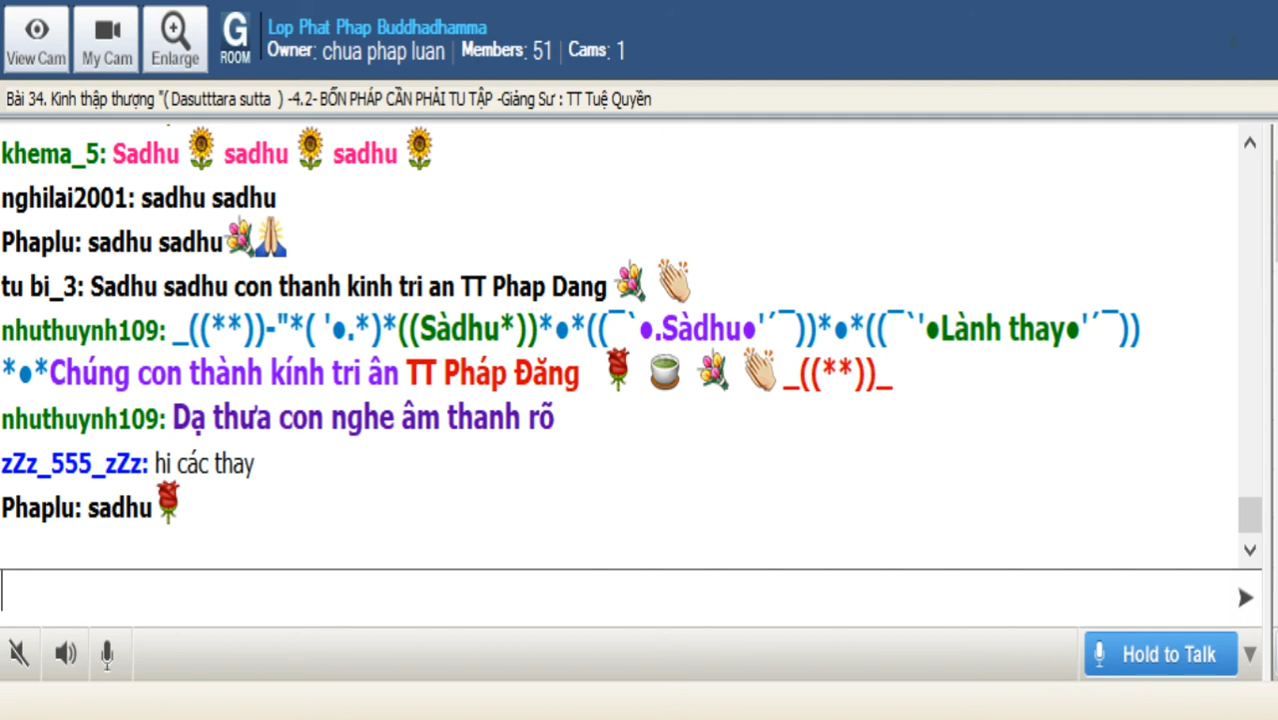 Lop Phat Phap Buddhadhamma
View Cam
My Cam
Enlarge
G ROOM
Owner: chua phap luan | Members: 51 | Cams: 1
Bài 34. Kinh thập thượng "( Dasutttara sutta ) -4.2- BỐN PHÁP CẦN PHẢI TU TẬP -Giảng Sư : TT Tuệ Quyền
khema_5: Sadhu 🌻 sadhu 🌻 sadhu 🌻
nghilai2001: sadhu sadhu
Phaplu: sadhu sadhu💐🙏
tu bi_3: Sadhu sadhu con thanh kinh tri an TT Phap Dang 💐 👏
nhuthuynh109: _((**))-"*( '●.*)*((Sàdhu*))*●*((¯`●.Sàdhu●'´¯))*●*((¯`'●Lành thay●'´¯))
*●*Chúng con thành kính tri ân TT Pháp Đăng 🌹 🍵 💐 👏_((**))_
nhuthuynh109: Dạ thưa con nghe âm thanh rõ
zZz_555_zZz: hi các thay
Phaplu: sadhu🌹
Hold to Talk